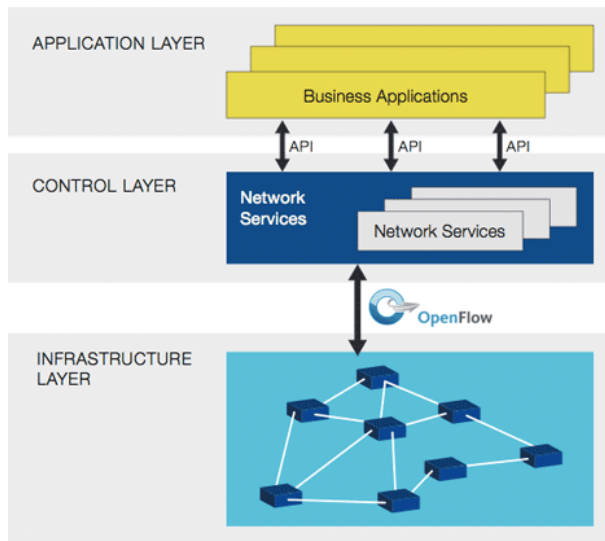 APPLICATION LAYER
Business Applications
API
API
API
CONTROL LAYER
Network
Services
Network Services
OpenFlow
INFRASTRUCTURE
LAYER